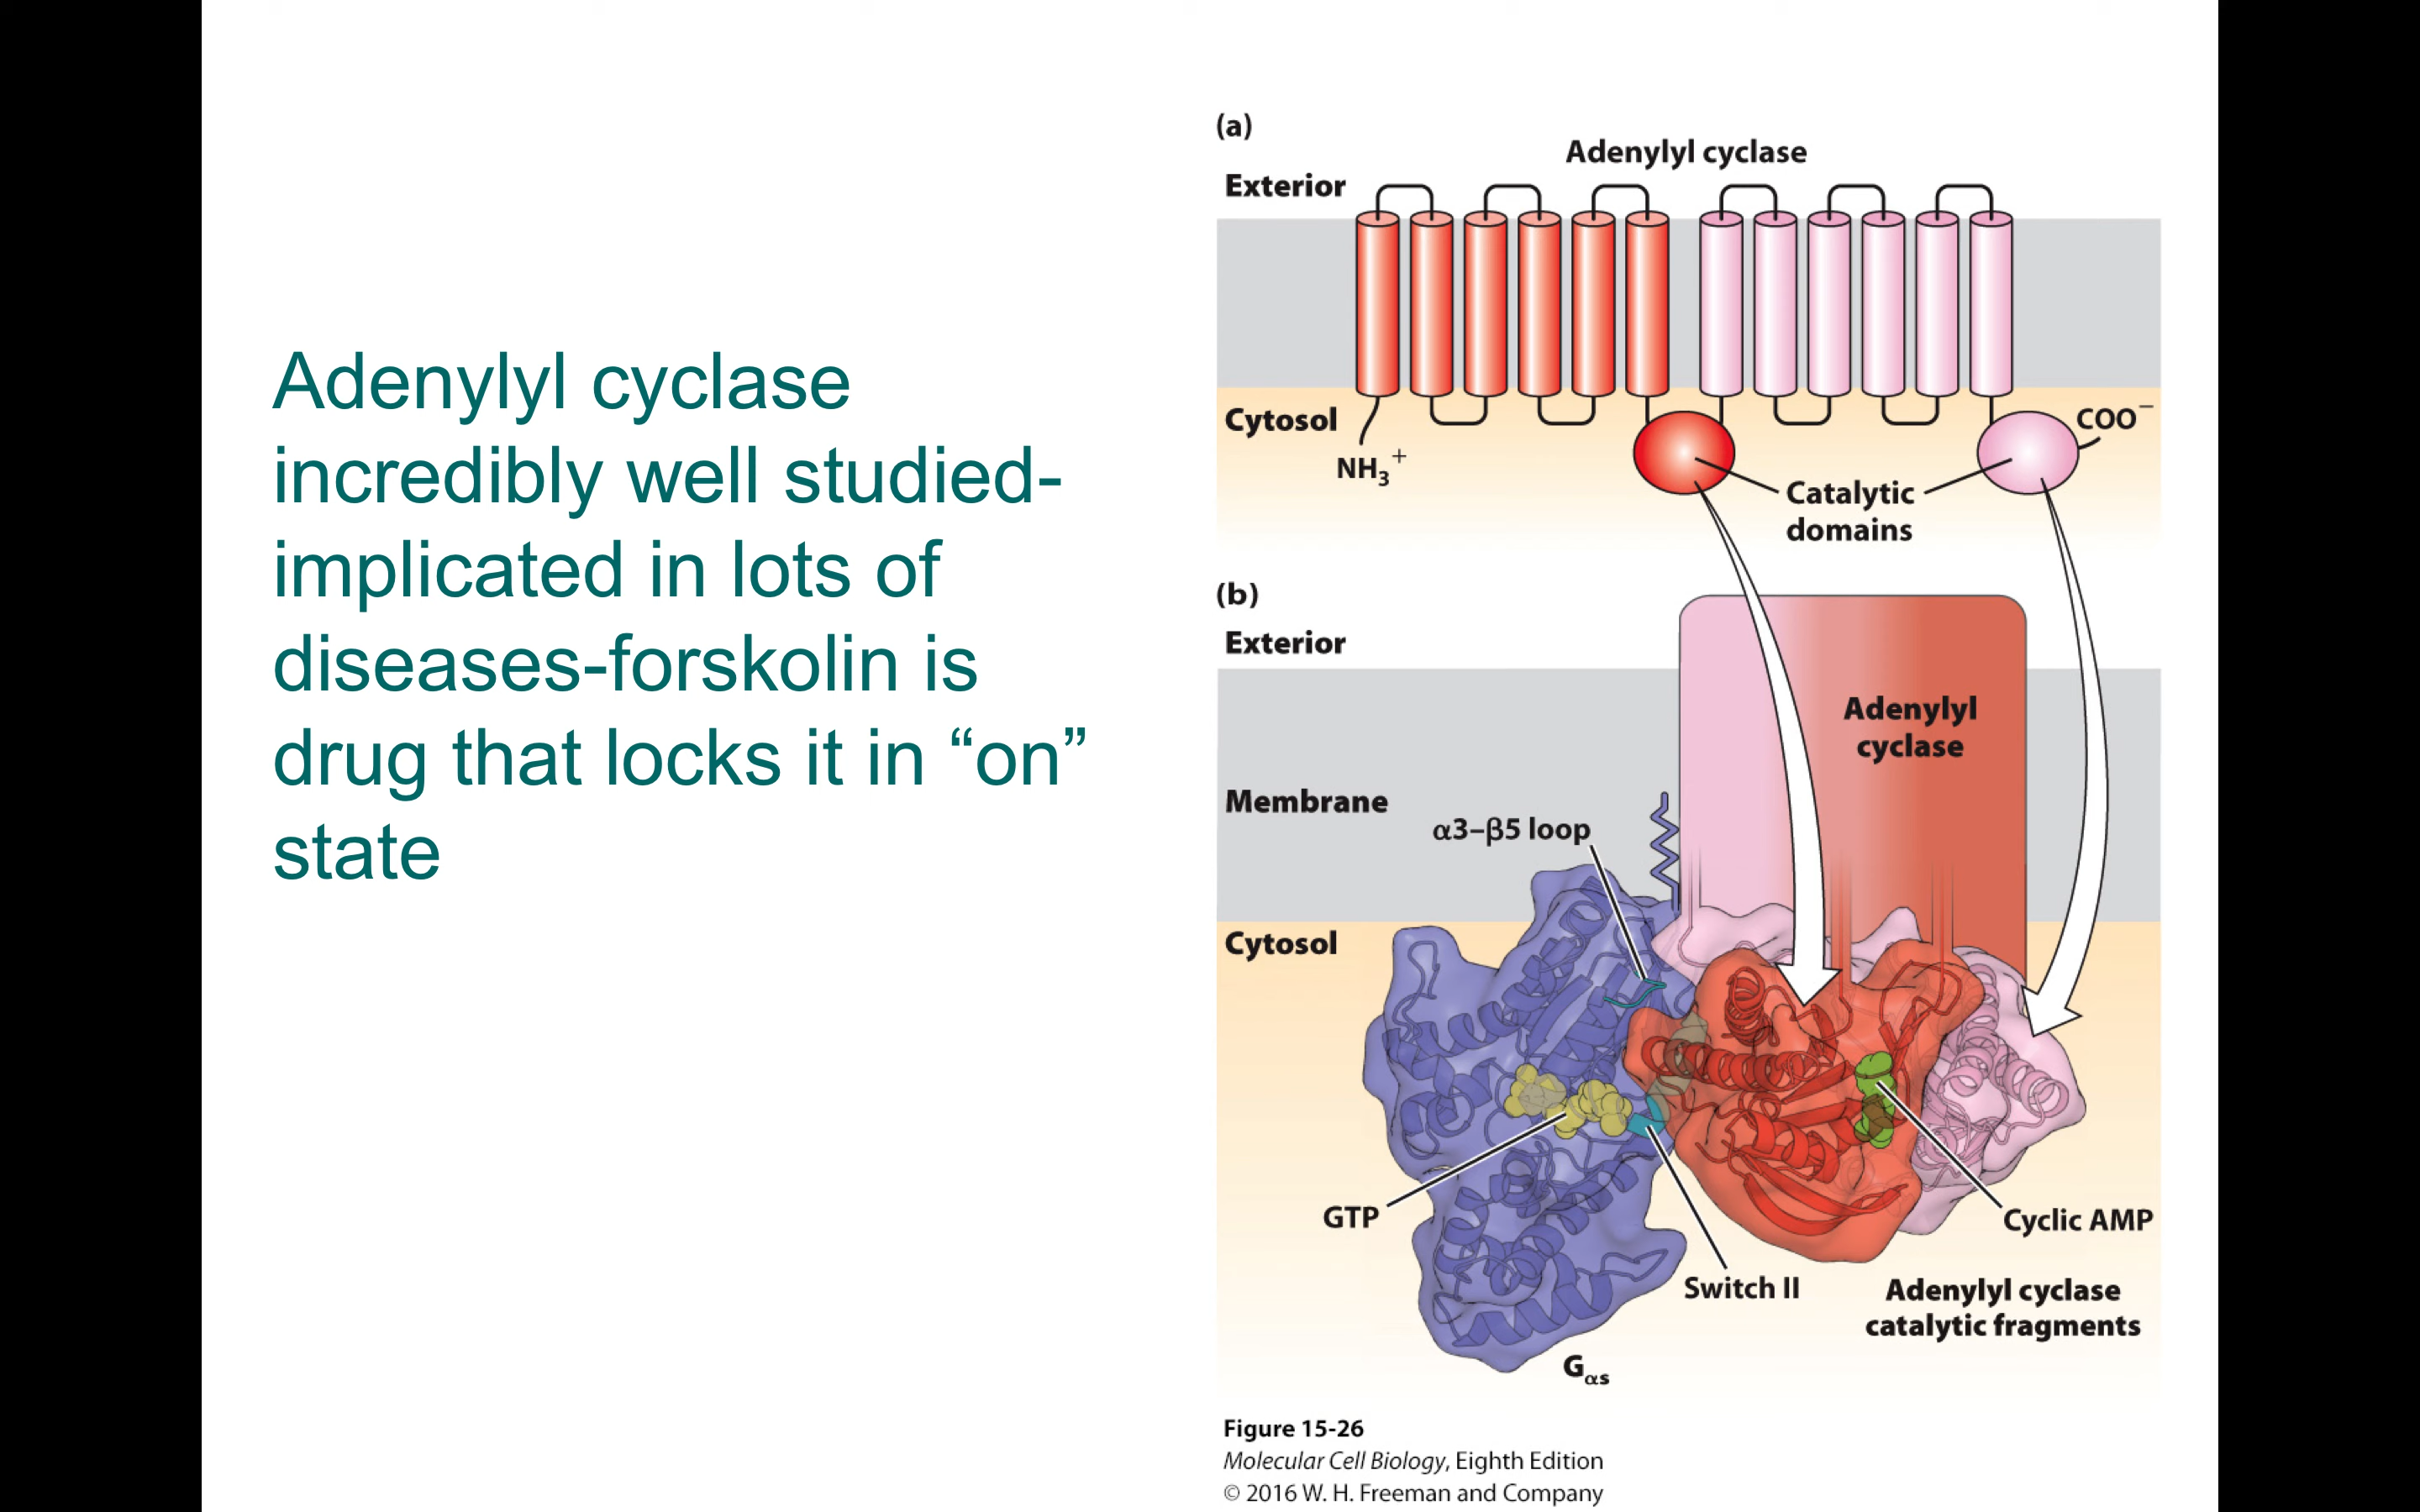 Adenylyl cyclase
incredibly well studied-
implicated in lots of
diseases-forskolin is
drug that locks it in “on”
state
(a)
Adenylyl cyclase
Exterior
Cytosol
NH₃⁺
COO⁻
Catalytic
domains
(b)
Exterior
Adenylyl
cyclase
Membrane
α3–β5 loop
Cytosol
GTP
Cyclic AMP
Switch II
Adenylyl cyclase
catalytic fragments
Gαs
Figure 15-26
Molecular Cell Biology, Eighth Edition
© 2016 W. H. Freeman and Company